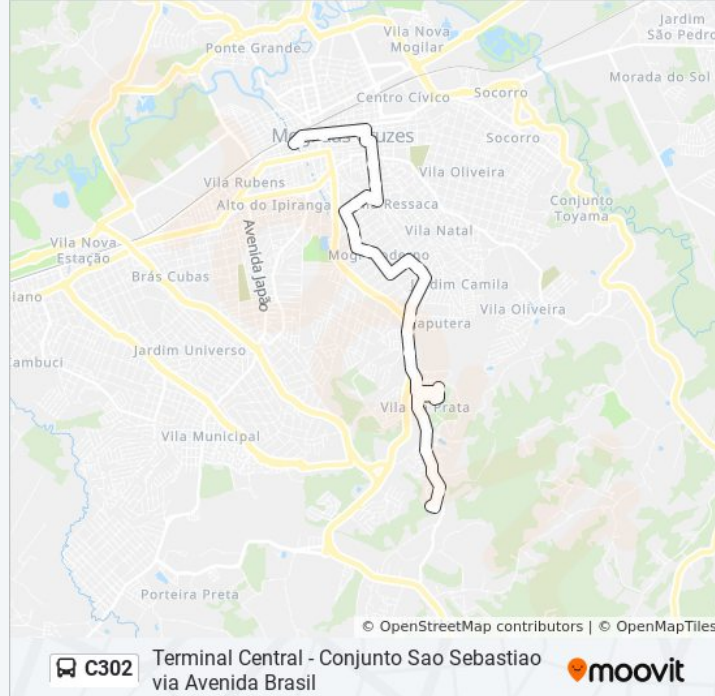 Jardim
São Pedro
Vila Nova
Mogilar
Ponte Grande
Morada do Sol
Centro Cívico
Socorro
Socorro
Vila Oliveira
Vila Rubens
Alto do Ipiranga
Ressaca
Conjunto
Toyama
Vila Natal
Vila Nova
Estação
Avenida Japão
Brás Cubas
Jardim Universo
Vila Oliveira
Vila Municipal
Prata
Porteira Preta
© OpenStreetMap contributors | © OpenMapTiles
C302
Terminal Central - Conjunto Sao Sebastiao
via Avenida Brasil
moovit